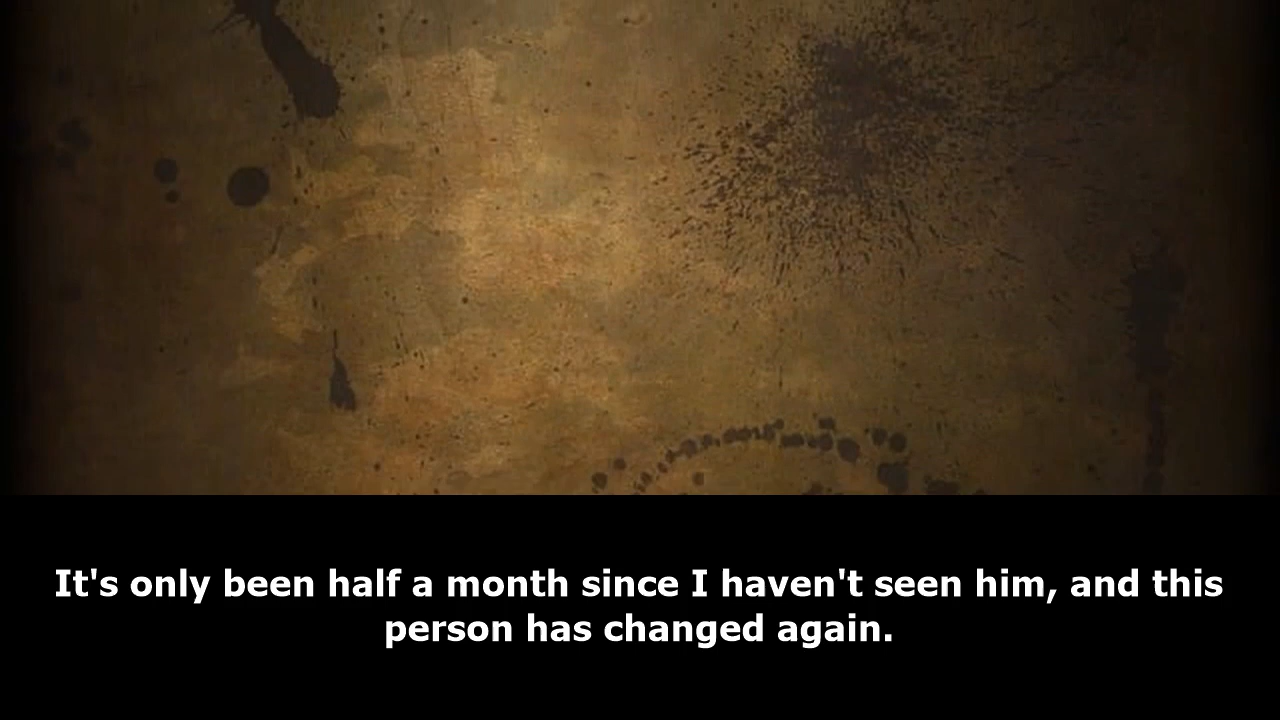 It's only been half a month since I haven't seen him, and this
person has changed again.